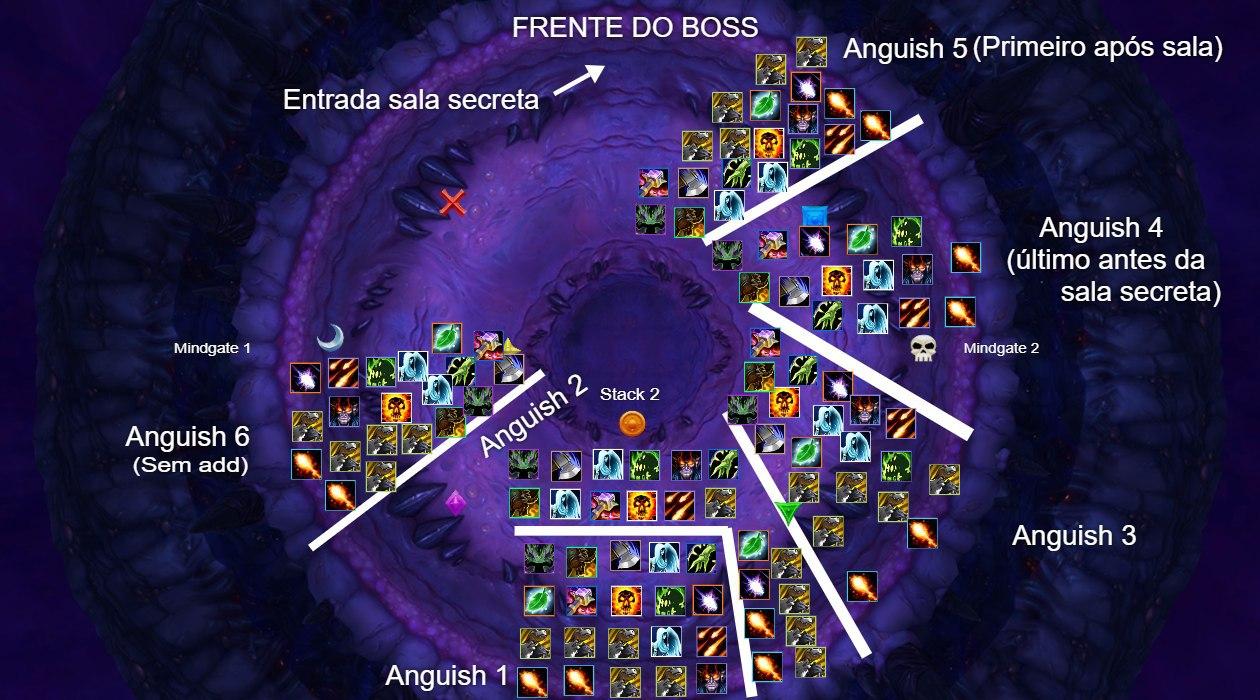 FRENTE DO BOSS
Anguish 5 (Primeiro após sala)
Entrada sala secreta
Anguish 4
(último antes da
sala secreta)
Mindgate 1
Mindgate 2
Anguish 2
Stack 2
Anguish 6
(Sem add)
Anguish 3
Anguish 1